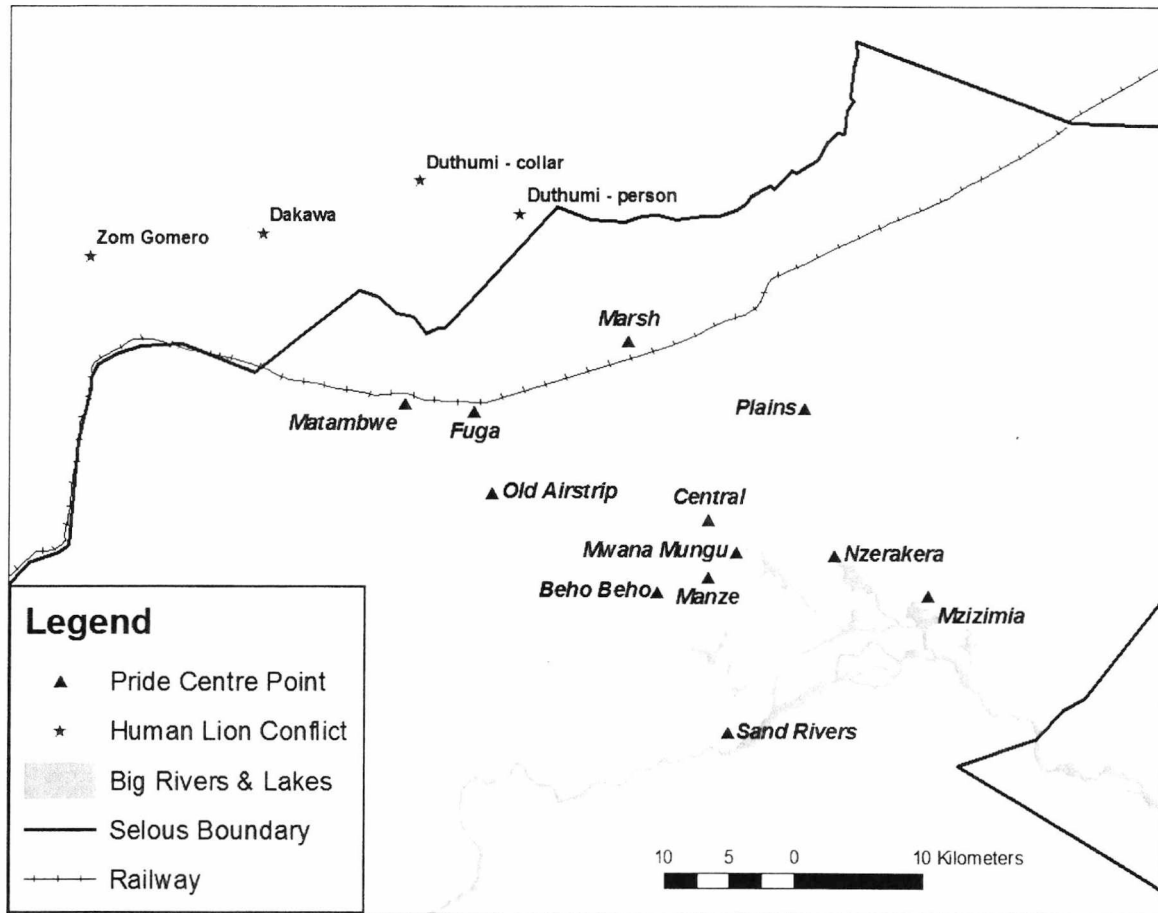 Duthumi - collar
Duthumi - person
Dakawa
Zom Gomero
Marsh
Matambwe
Fuga
Plains
Old Airstrip
Central
Mwana Mungu
Nzerakera
Beho Beho
Manze
Mzizimia
Sand Rivers
Legend
Pride Centre Point
Human Lion Conflict
Big Rivers & Lakes
Selous Boundary
Railway
10 5 0 10 Kilometers